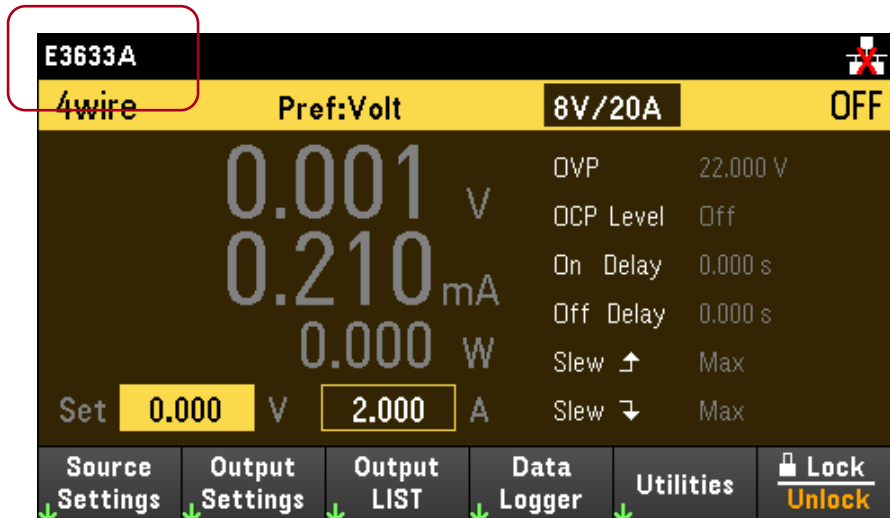 E3633A
4wire Pref:Volt 8V/20A OFF
0.001 V
0.210 mA
0.000 W
OVP 22.000 V
OCP Level Off
On Delay 0.000 s
Off Delay 0.000 s
Slew Max
Slew Max
Set 0.000 V 2.000 A
Source Settings
Output Settings
Output LIST
Data Logger
Utilities
Lock
Unlock